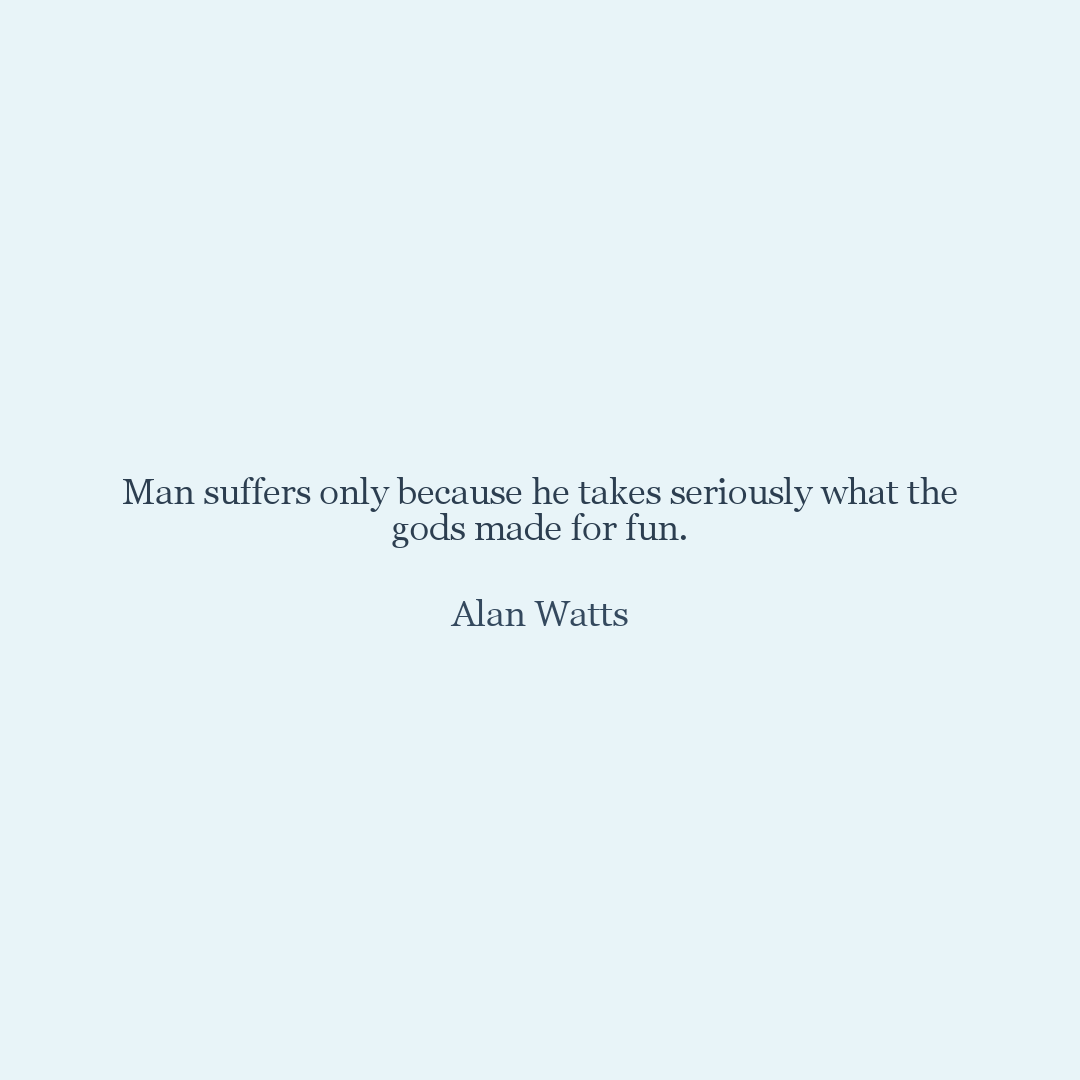 Man suffers only because he takes seriously what the
gods made for fun.
Alan Watts